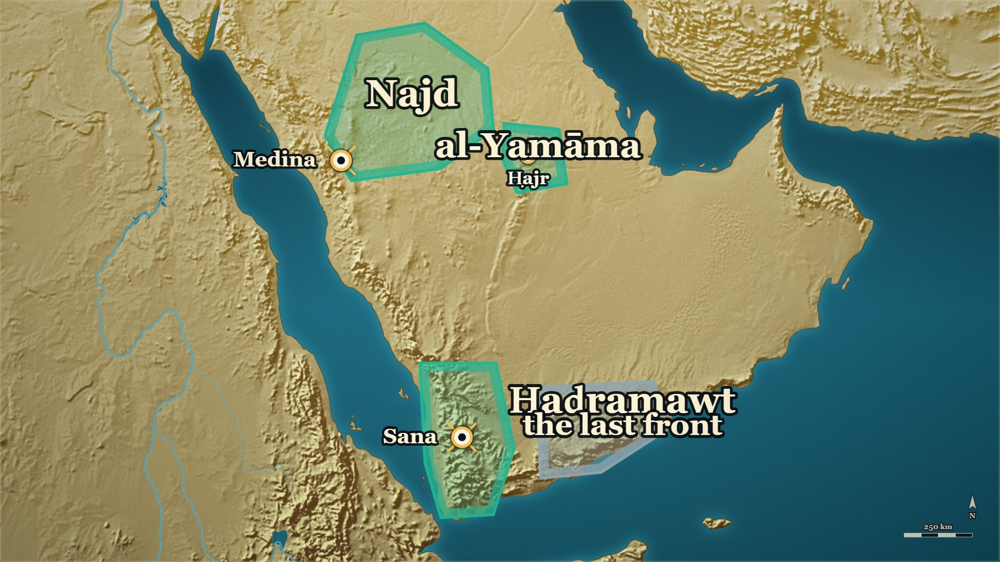 Najd
al-Yamāma
Medina
Ḥajr
Hadramawt
the last front
Sana
N
250 km